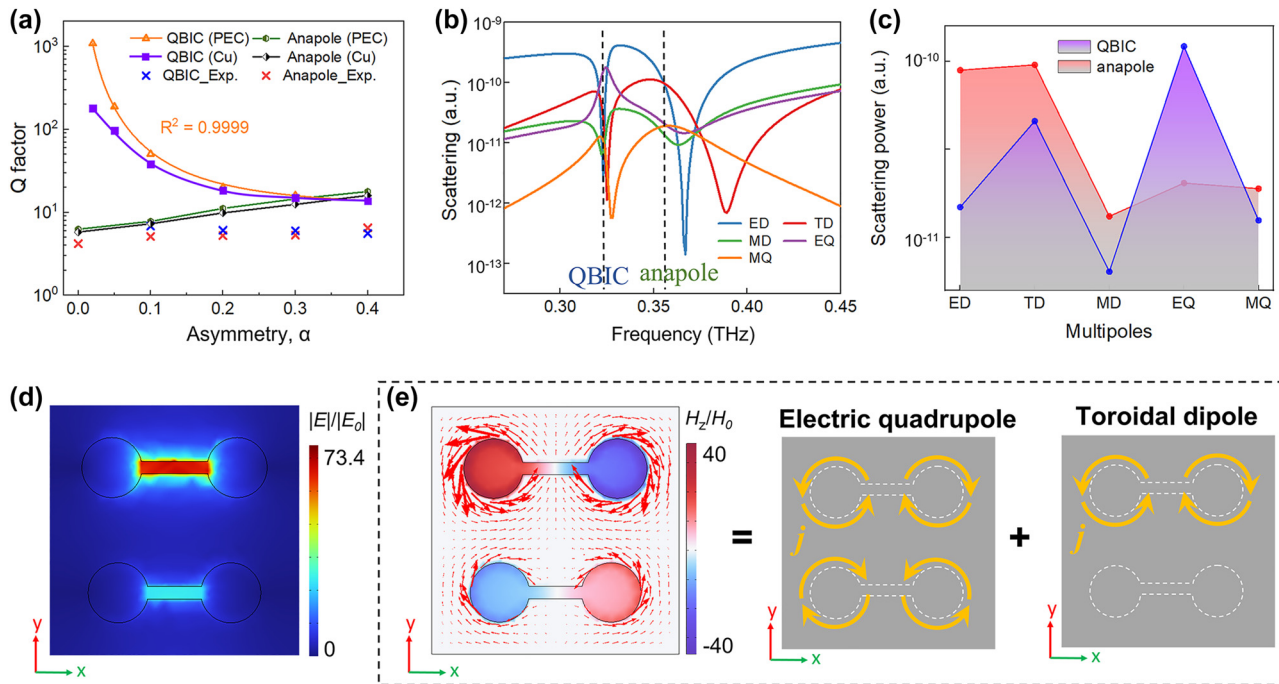 (a)
QBIC (PEC)
Anapole (PEC)
QBIC (Cu)
Anapole (Cu)
QBIC_Exp.
Anapole_Exp.
R² = 0.9999
Q factor
10³
10²
10¹
10⁰
0.0 0.1 0.2 0.3 0.4
Asymmetry, α
(b)
Scattering (a.u.)
10⁻⁹
10⁻¹⁰
10⁻¹¹
10⁻¹²
10⁻¹³
ED TD
MD EQ
MQ
QBIC anapole
0.30 0.35 0.40 0.45
Frequency (THz)
(c)
Scattering power (a.u.)
10⁻¹⁰
10⁻¹¹
QBIC
anapole
ED TD MD EQ MQ
Multipoles
(d)
|E|/|E₀|
73.4
0
y
x
(e)
H_z/H₀
40
-40
y
x
=
Electric quadrupole
j
y
x
+
Toroidal dipole
j
y
x